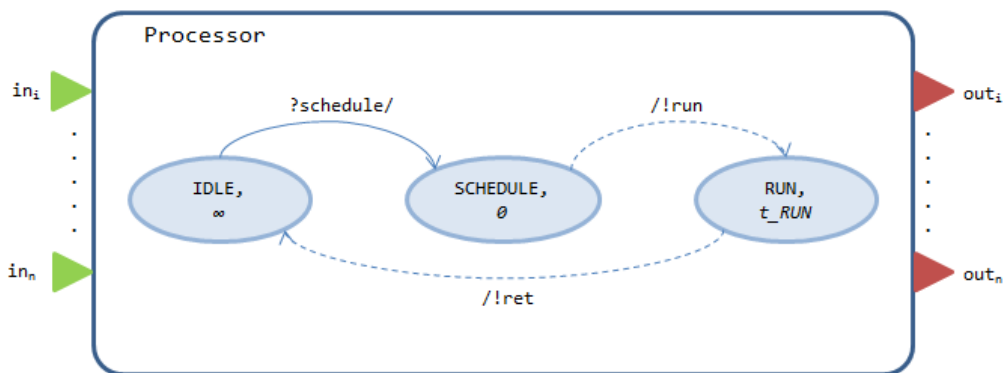 Processor
in_i
out_i
?schedule/
/!run
IDLE,
∞
SCHEDULE,
0
RUN,
t_RUN
in_n
out_n
/!ret